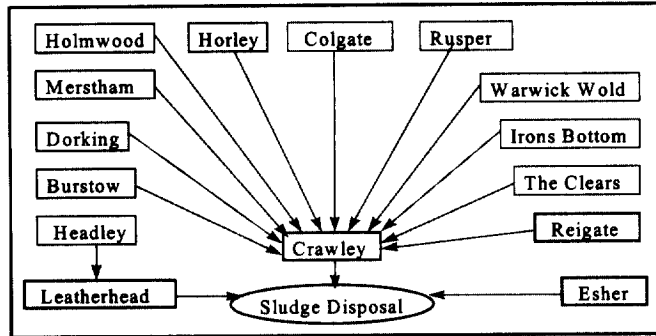 Holmwood
Horley
Colgate
Rusper
Merstham
Warwick Wold
Dorking
Irons Bottom
Burstow
The Clears
Headley
Crawley
Reigate
Leatherhead
Sludge Disposal
Esher